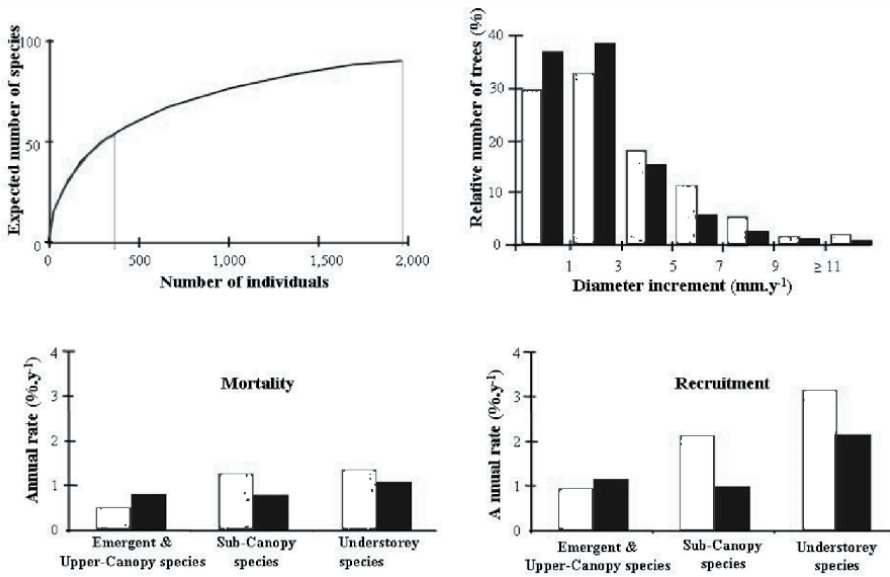 Expected number of species
100
50
0
0
500
1,000
1,500
2,000
Number of individuals
Relative number of trees (%)
40
30
20
10
0
1
3
5
7
9
≥ 11
Diameter increment (mm.y-1)
Annual rate (%.y-1)
4
3
2
1
0
Mortality
Emergent &
Upper-Canopy species
Sub-Canopy
species
Understorey
species
A nnual rate (%.y-1)
4
3
2
1
0
Recruitment
Emergent &
Upper-Canopy species
Sub-Canopy
species
Understorey
species